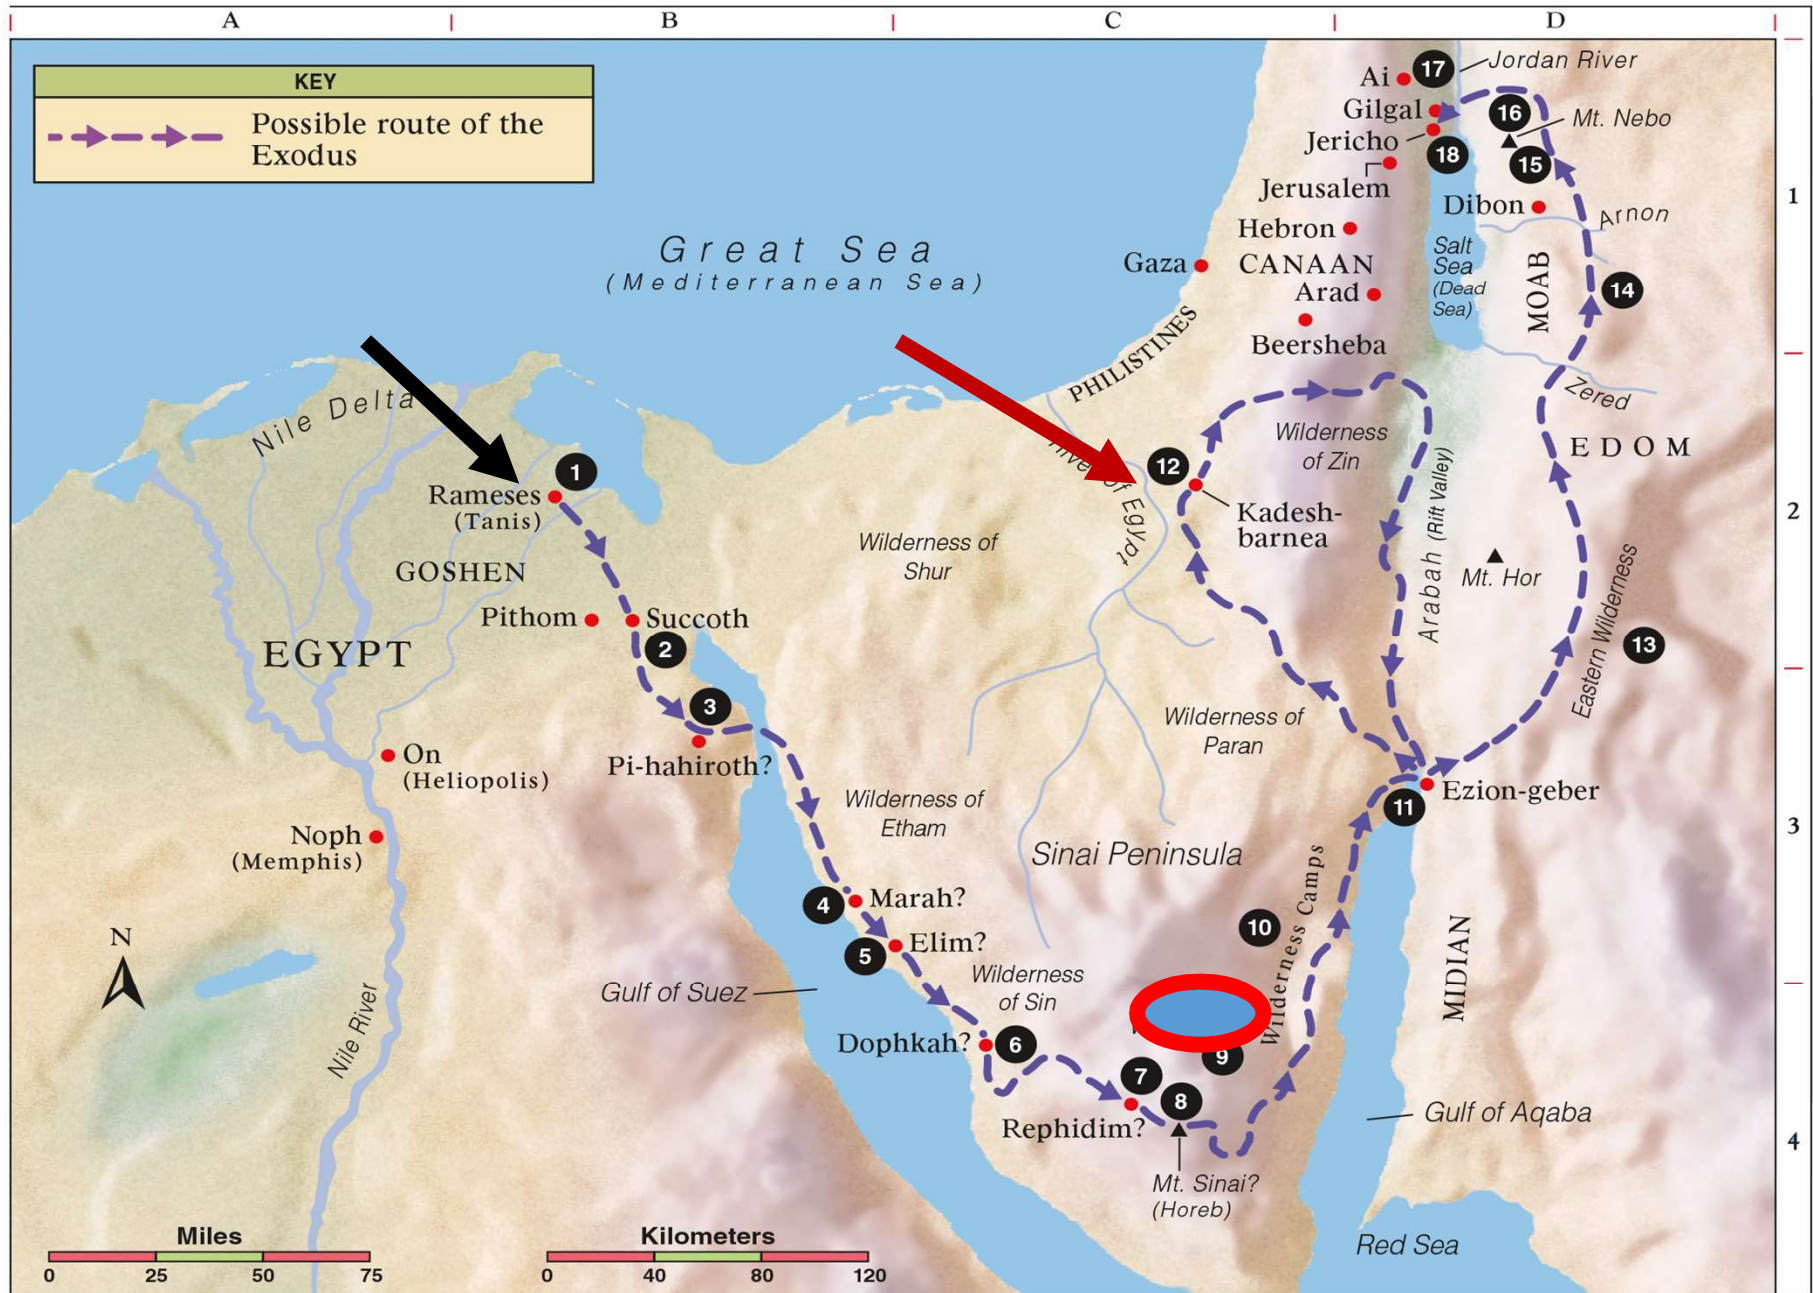 A
B
C
D
KEY
Possible route of the
Exodus
1
2
3
4
Great Sea
(Mediterranean Sea)
Nile Delta
1
Rameses
(Tanis)
GOSHEN
Pithom
Succoth
2
EGYPT
3
Pi-hahiroth?
On
(Heliopolis)
Noph
(Memphis)
N
Nile River
Gulf of Suez
Wilderness of
Shur
Wilderness of
Etham
4
Marah?
5
Elim?
Wilderness
of Sin
Dophkah?
6
7
Rephidim?
8
9
Mt. Sinai?
(Horeb)
10
Wilderness Camps
Sinai Peninsula
Wilderness of
Paran
11
Ezion-geber
MIDIAN
Gulf of Aqaba
Red Sea
PHILISTINES
of Egypt
12
Kadesh-
barnea
Wilderness
of Zin
Arabah (Rift Valley)
Mt. Hor
EDOM
Eastern Wilderness
13
Zered
14
MOAB
Arnon
Dibon
15
16
Mt. Nebo
Jordan River
17
Ai
Gilgal
Jericho
18
Jerusalem
Hebron
Gaza
CANAAN
Arad
Beersheba
Salt
Sea
(Dead
Sea)
Miles
0 25 50 75
Kilometers
0 40 80 120